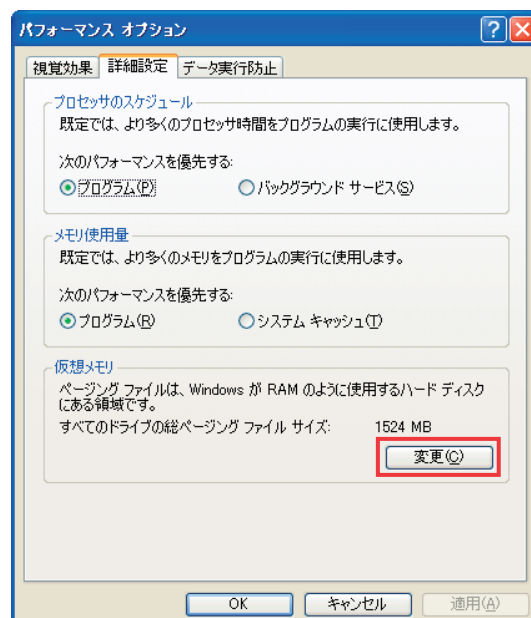 パフォーマンス オプション
視覚効果 詳細設定 データ実行防止
プロセッサのスケジュール
既定では、より多くのプロセッサ時間をプログラムの実行に使用します。
次のパフォーマンスを優先する:
プログラム(P) バックグラウンド サービス(S)
メモリ使用量
既定では、より多くのメモリをプログラムの実行に使用します。
次のパフォーマンスを優先する:
プログラム(R) システム キャッシュ(T)
仮想メモリ
ページング ファイルは、Windows が RAM のように使用するハード ディスク
にある領域です。
すべてのドライブの総ページング ファイル サイズ: 1524 MB
変更(C)
OK キャンセル 適用(A)